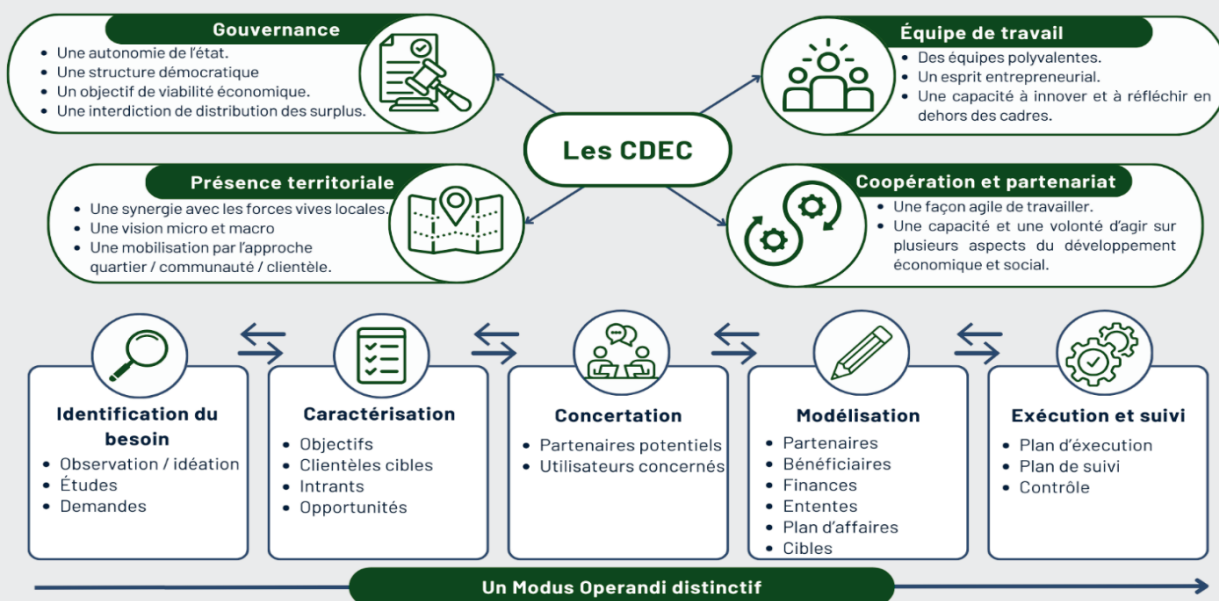 Gouvernance
• Une autonomie de l'état.
• Une structure démocratique
• Un objectif de viabilité économique.
• Une interdiction de distribution des surplus.
Équipe de travail
• Des équipes polyvalentes.
• Un esprit entrepreneurial.
• Une capacité à innover et à réfléchir en
dehors des cadres.
Les CDEC
Présence territoriale
• Une synergie avec les forces vives locales.
• Une vision micro et macro
• Une mobilisation par l'approche
quartier / communauté / clientèle.
Coopération et partenariat
• Une façon agile de travailler.
• Une capacité et une volonté d'agir sur
plusieurs aspects du développement
économique et social.
Identification du
besoin
• Observation / idéation
• Études
• Demandes
Caractérisation
• Objectifs
• Clientèles cibles
• Intrants
• Opportunités
Concertation
• Partenaires potentiels
• Utilisateurs concernés
Modélisation
• Partenaires
• Bénéficiaires
• Finances
• Ententes
• Plan d'affaires
• Cibles
Exécution et suivi
• Plan d'éxecution
• Plan de suivi
• Contrôle
Un Modus Operandi distinctif